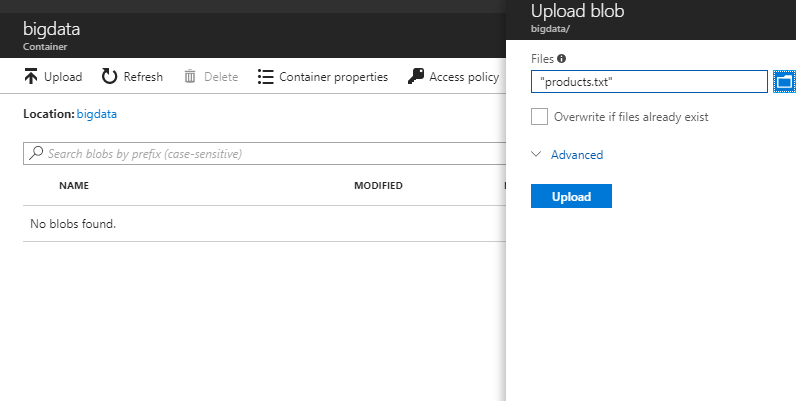 bigdata
Container
Upload
Refresh
Delete
Container properties
Access policy
Location: bigdata
Search blobs by prefix (case-sensitive)
NAME MODIFIED
No blobs found.
Upload blob
bigdata/
Files
"products.txt"
Overwrite if files already exist
Advanced
Upload